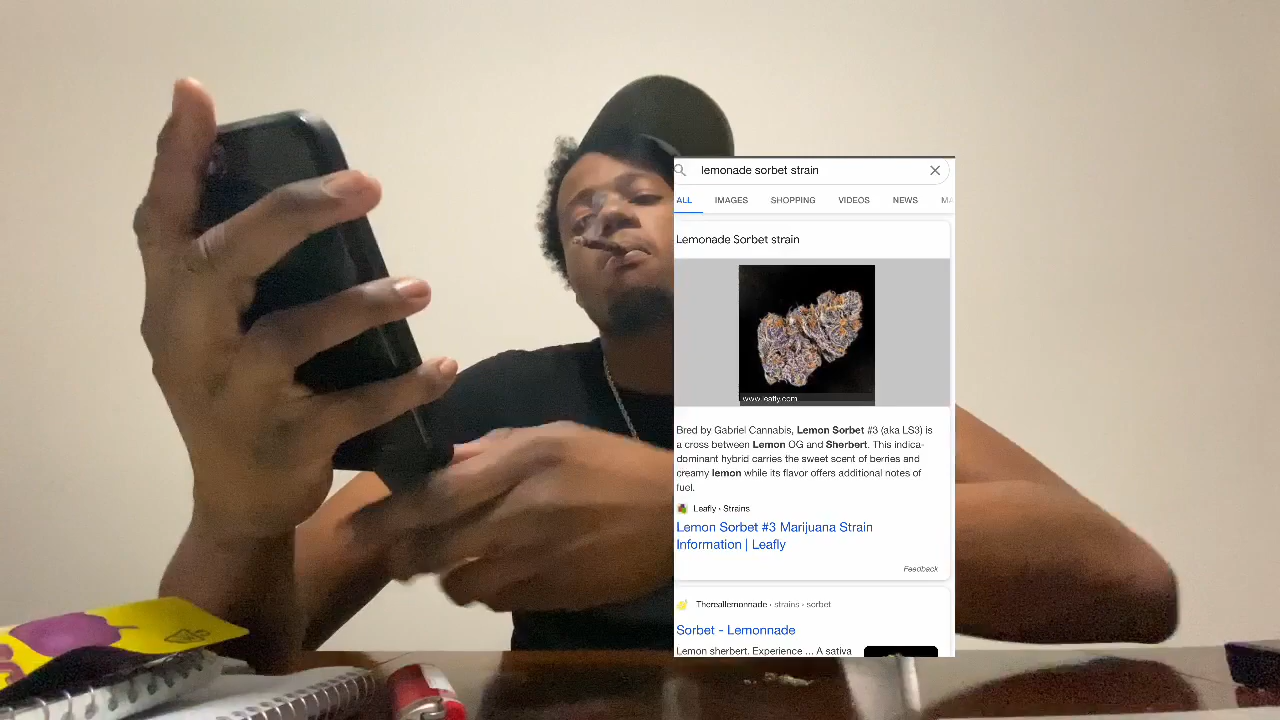 lemonade sorbet strain
ALL IMAGES SHOPPING VIDEOS NEWS MA
Lemonade Sorbet strain
www.leafly.com
Bred by Gabriel Cannabis, Lemon Sorbet #3 (aka LS3) is
a cross between Lemon OG and Sherbert. This indica-
dominant hybrid carries the sweet scent of berries and
creamy lemon while its flavor offers additional notes of
fuel.
Leafly · Strains
Lemon Sorbet #3 Marijuana Strain
Information | Leafly
Feedback
Thereallemonnade › strains › sorbet
Sorbet - Lemonnade
Lemon sherbert. Experience ... A sativa